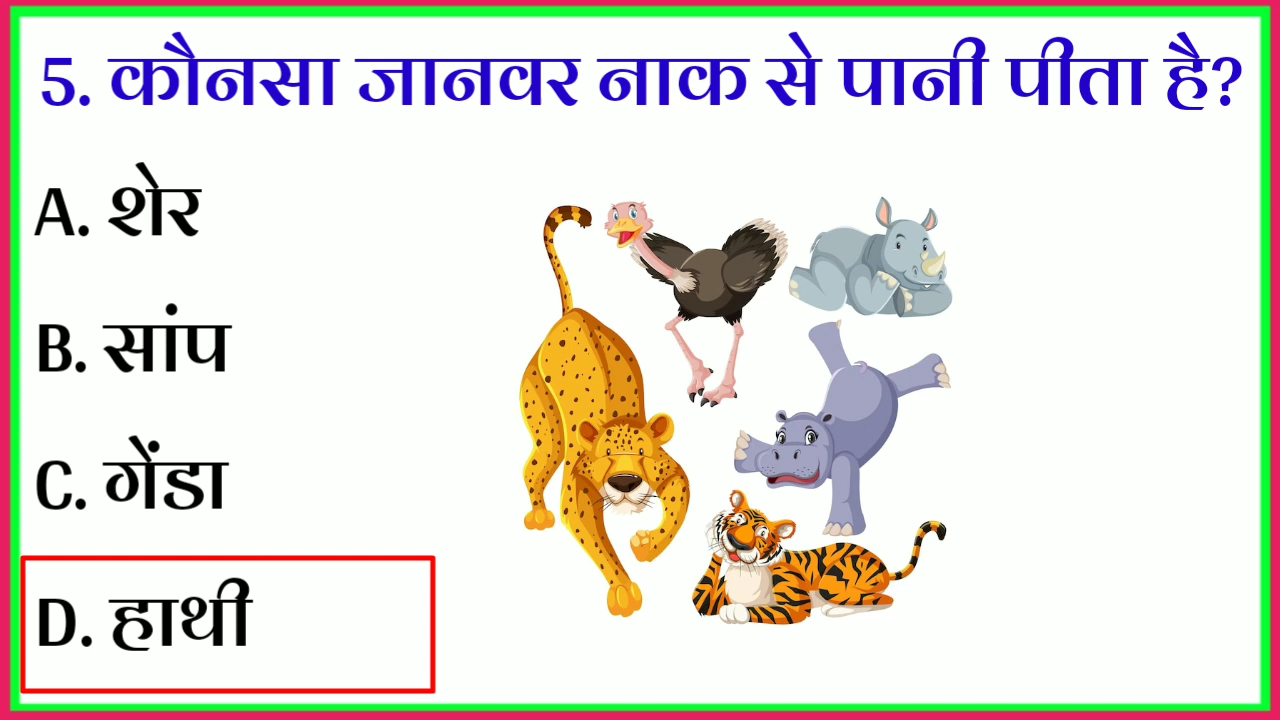 5. कौनसा जानवर नाक से पानी पीता है?
A. शेर
B. सांप
C. गेंडा
D. हाथी